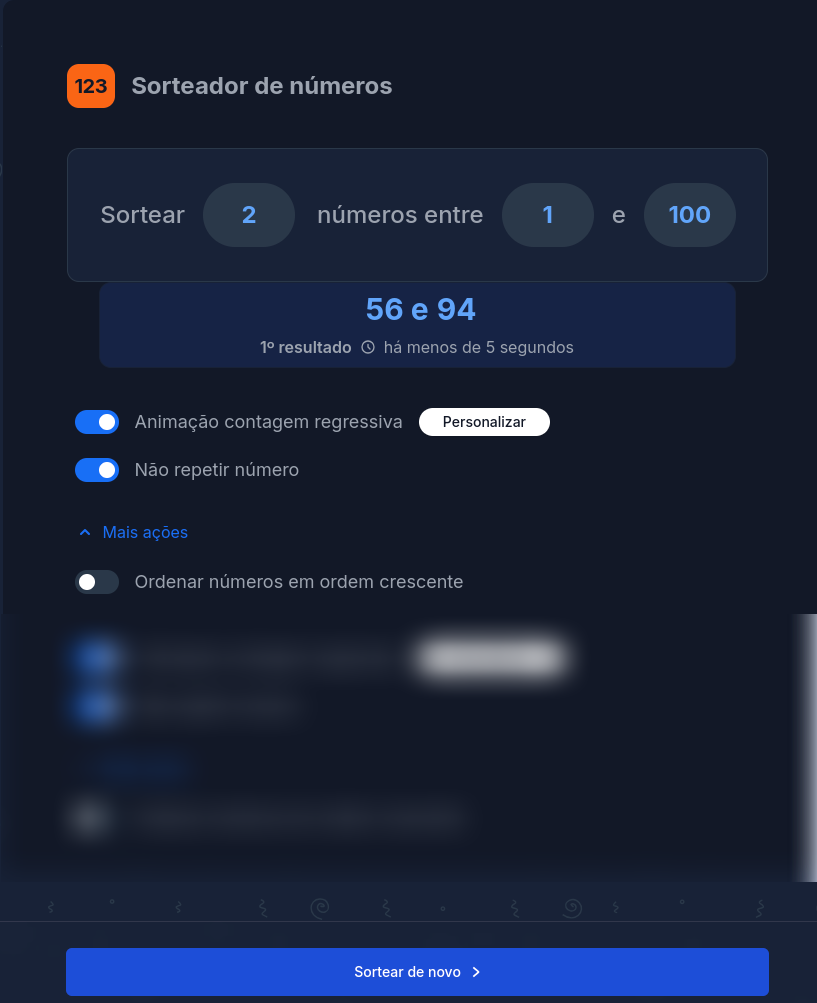 123 Sorteador de números
Sortear 2 números entre 1 e 100
56 e 94
1º resultado há menos de 5 segundos
Animação contagem regressiva Personalizar
Não repetir número
Mais ações
Ordenar números em ordem crescente
Sortear de novo